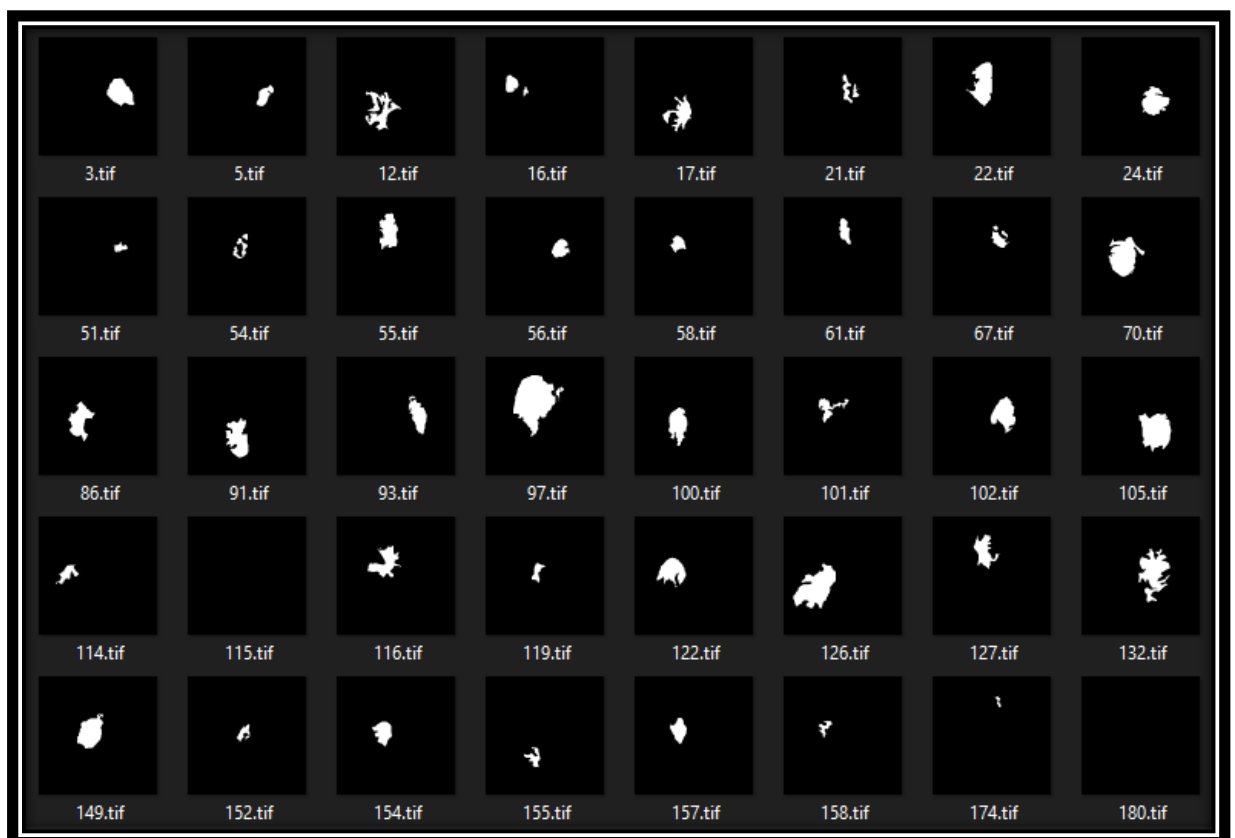 3.tif 5.tif 12.tif 16.tif 17.tif 21.tif 22.tif 24.tif
51.tif 54.tif 55.tif 56.tif 58.tif 61.tif 67.tif 70.tif
86.tif 91.tif 93.tif 97.tif 100.tif 101.tif 102.tif 105.tif
114.tif 115.tif 116.tif 119.tif 122.tif 126.tif 127.tif 132.tif
149.tif 152.tif 154.tif 155.tif 157.tif 158.tif 174.tif 180.tif